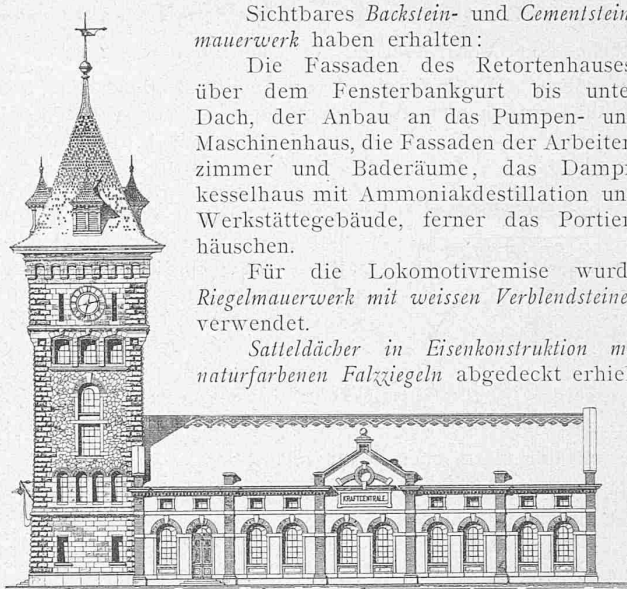 Sichtbares Backstein- und Cementstein
mauerwerk haben erhalten:
Die Fassaden des Retortenhauses
über dem Fensterbankgurt bis unte
Dach, der Anbau an das Pumpen- un
Maschinenhaus, die Fassaden der Arbeiter
zimmer und Baderäume, das Dampf
kesselhaus mit Ammoniakdestillation un
Werkstättegebäude, ferner das Portier
häuschen.
Für die Lokomotivremise wurd
Riegelmauerwerk mit weissen Verblendsteine
verwendet.
Satteldächer in Eisenkonstruktion m
naturfarbenen Falzziegeln abgedeckt erhiel
KRAFTCENTRALE